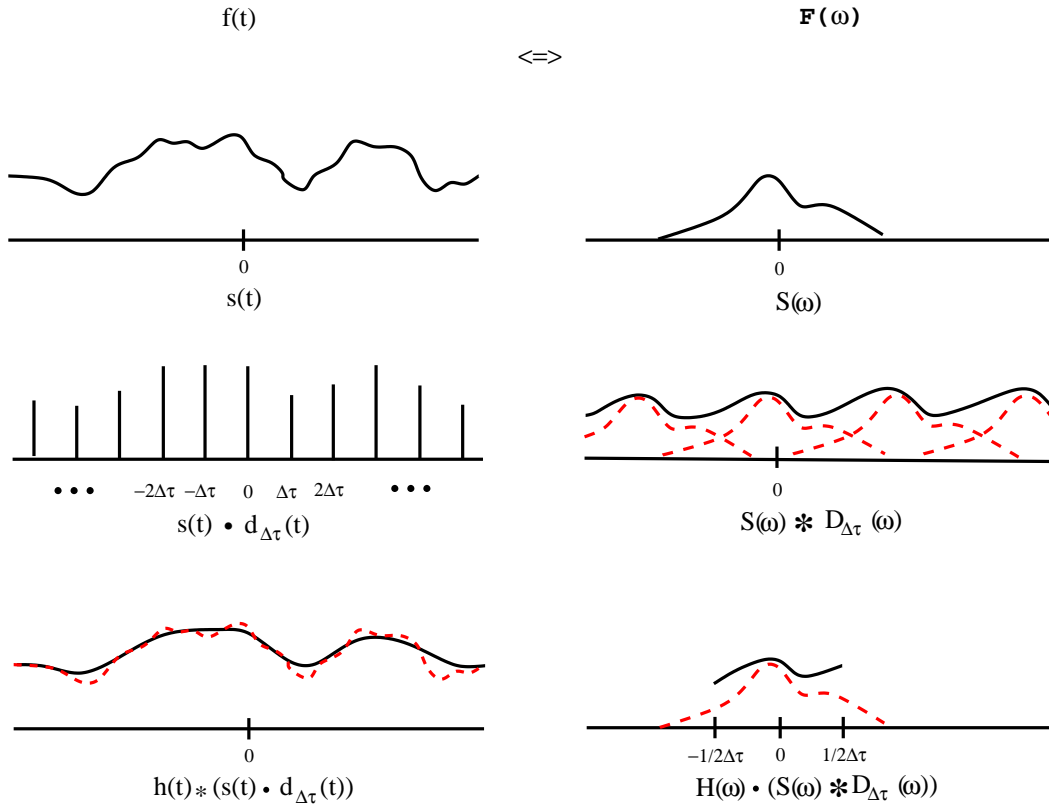 f(t) F(ω)
<=>
0 0
s(t) S(ω)
••• −2Δτ −Δτ 0 Δτ 2Δτ ••• 0
s(t) • d_Δτ(t) S(ω) ✻ D_Δτ (ω)
0 −1/2Δτ 0 1/2Δτ
h(t)*(s(t) • d_Δτ(t)) H(ω) • (S(ω) ✻ D_Δτ (ω))